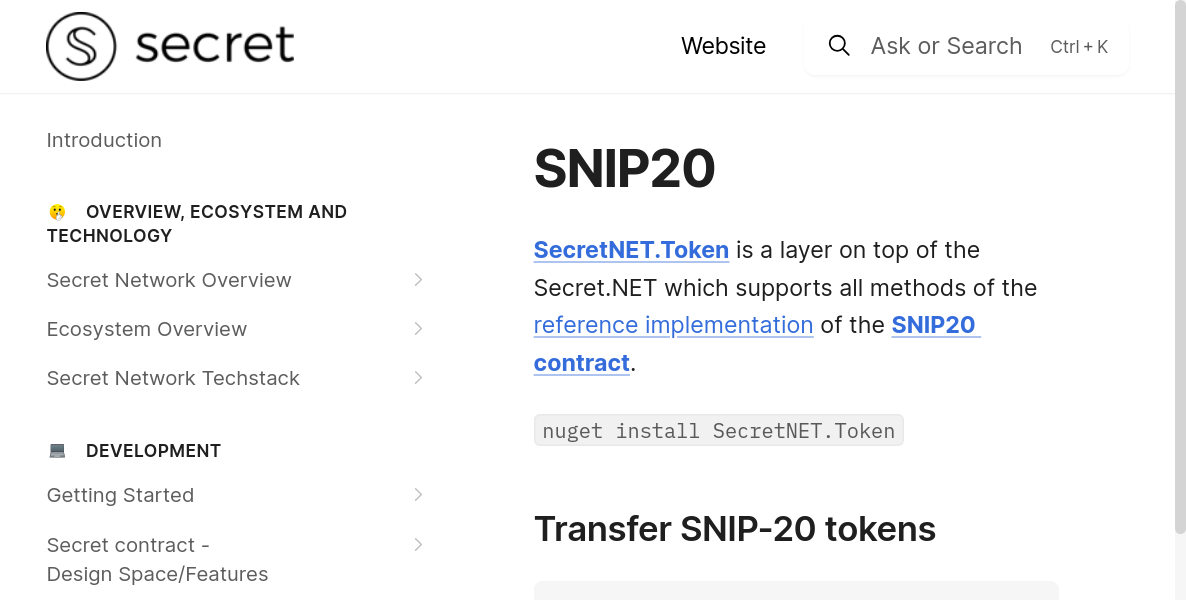 secret
Website
Ask or Search
Ctrl + K
Introduction
OVERVIEW, ECOSYSTEM AND
TECHNOLOGY
Secret Network Overview
Ecosystem Overview
Secret Network Techstack
DEVELOPMENT
Getting Started
Secret contract -
Design Space/Features
SNIP20
SecretNET.Token is a layer on top of the
Secret.NET which supports all methods of the
reference implementation of the SNIP20
contract.
nuget install SecretNET.Token
Transfer SNIP-20 tokens